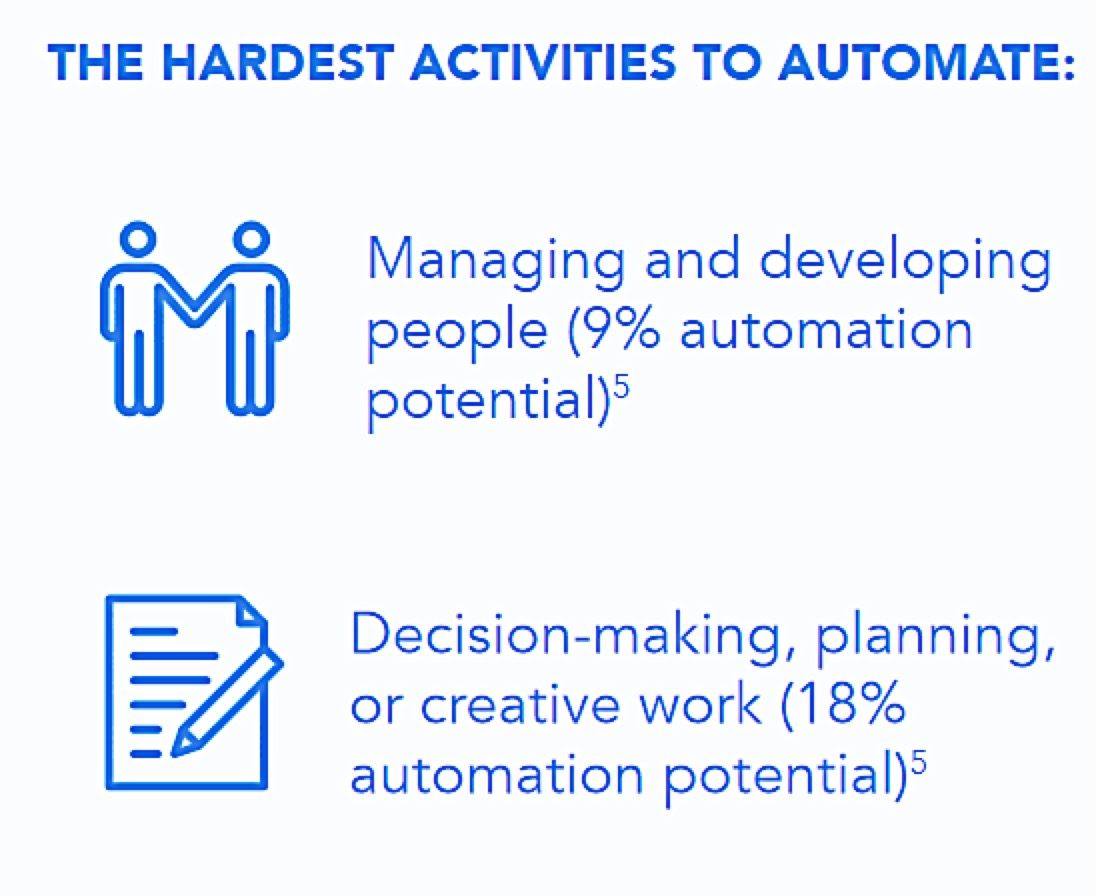 THE HARDEST ACTIVITIES TO AUTOMATE:
Managing and developing
people (9% automation
potential)⁵
Decision-making, planning,
or creative work (18%
automation potential)⁵